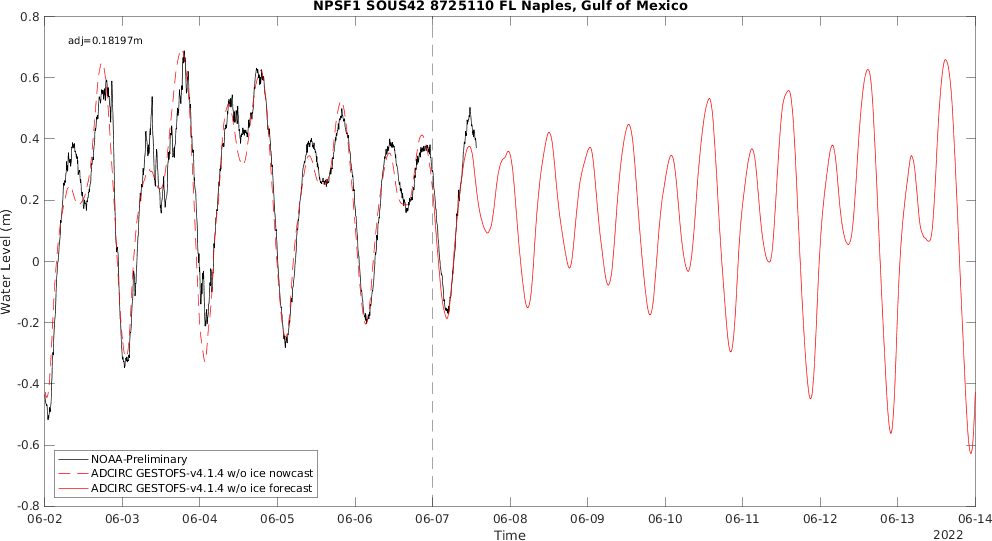 NPSF1 SOUS42 8725110 FL Naples, Gulf of Mexico
adj=0.18197m
0.8
0.6
0.4
0.2
0
-0.2
-0.4
-0.6
-0.8
Water Level (m)
NOAA-Preliminary
ADCIRC GESTOFS-v4.1.4 w/o ice nowcast
ADCIRC GESTOFS-v4.1.4 w/o ice forecast
06-02 06-03 06-04 06-05 06-06 06-07 06-08 06-09 06-10 06-11 06-12 06-13 06-14
Time
2022